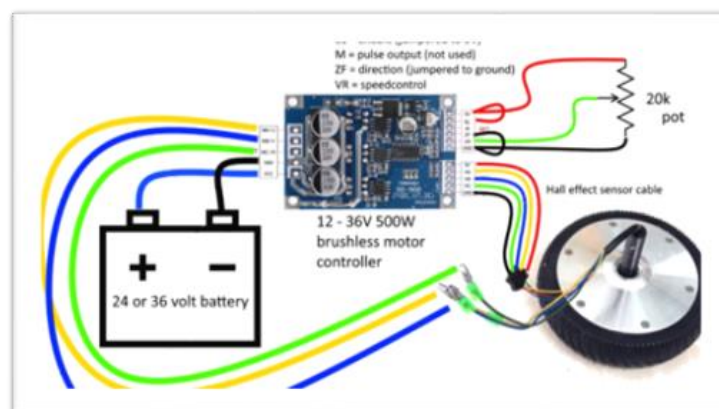 M = pulse output (not used)
ZF = direction (jumpered to ground)
VR = speedcontrol
20k
pot
Hall effect sensor cable
12 - 36V 500W
brushless motor
controller
+ −
24 or 36 volt battery